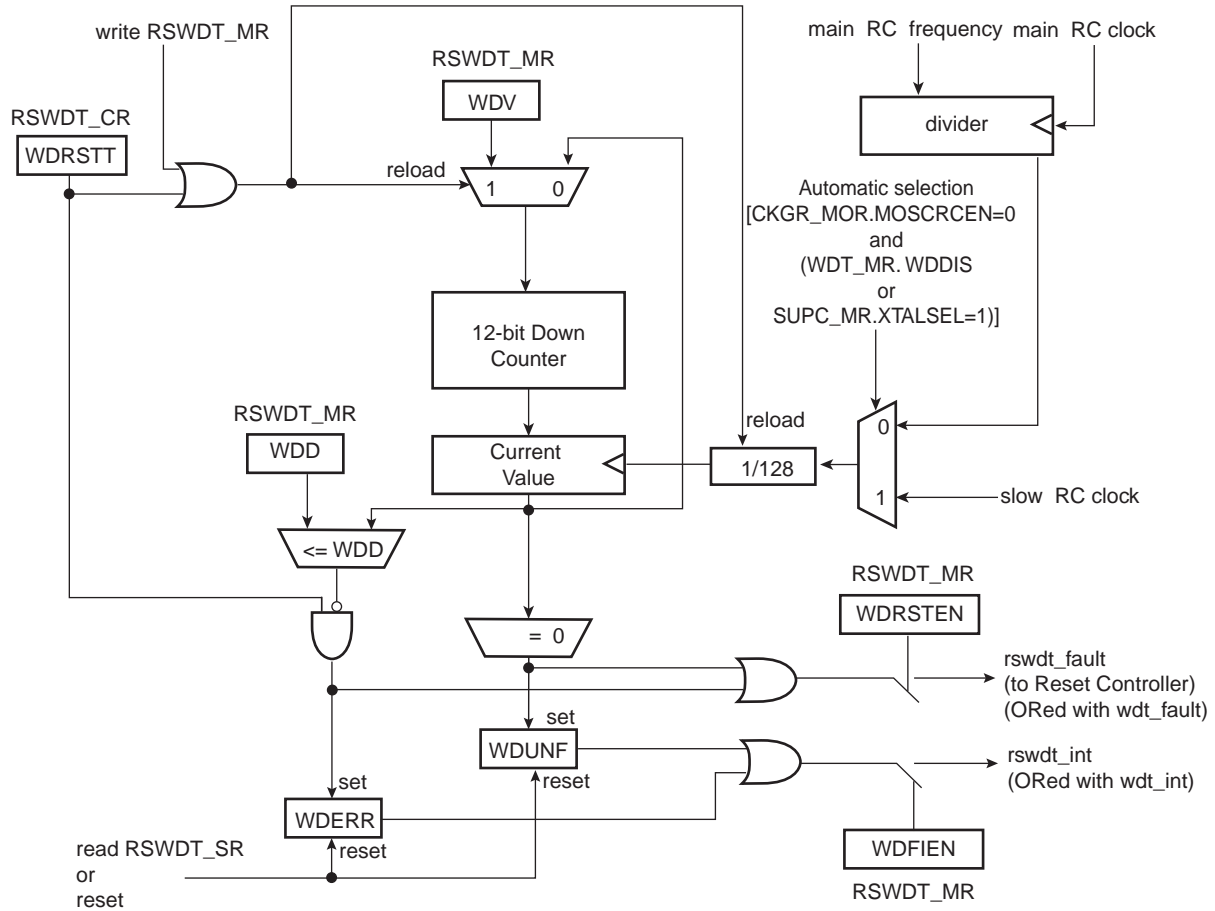 write RSWDT_MR
main RC frequency
main RC clock
RSWDT_MR
WDV
divider
RSWDT_CR
WDRSTT
reload
1 0
Automatic selection
[CKGR_MOR.MOSCRCEN=0
and
(WDT_MR. WDDIS
or
SUPC_MR.XTALSEL=1)]
12-bit Down
Counter
RSWDT_MR
WDD
Current
Value
reload
1/128
0
1
slow RC clock
<= WDD
RSWDT_MR
WDRSTEN
= 0
rswdt_fault
(to Reset Controller)
(ORed with wdt_fault)
set
WDUNF
reset
rswdt_int
(ORed with wdt_int)
set
WDERR
reset
WDFIEN
RSWDT_MR
read RSWDT_SR
or
reset